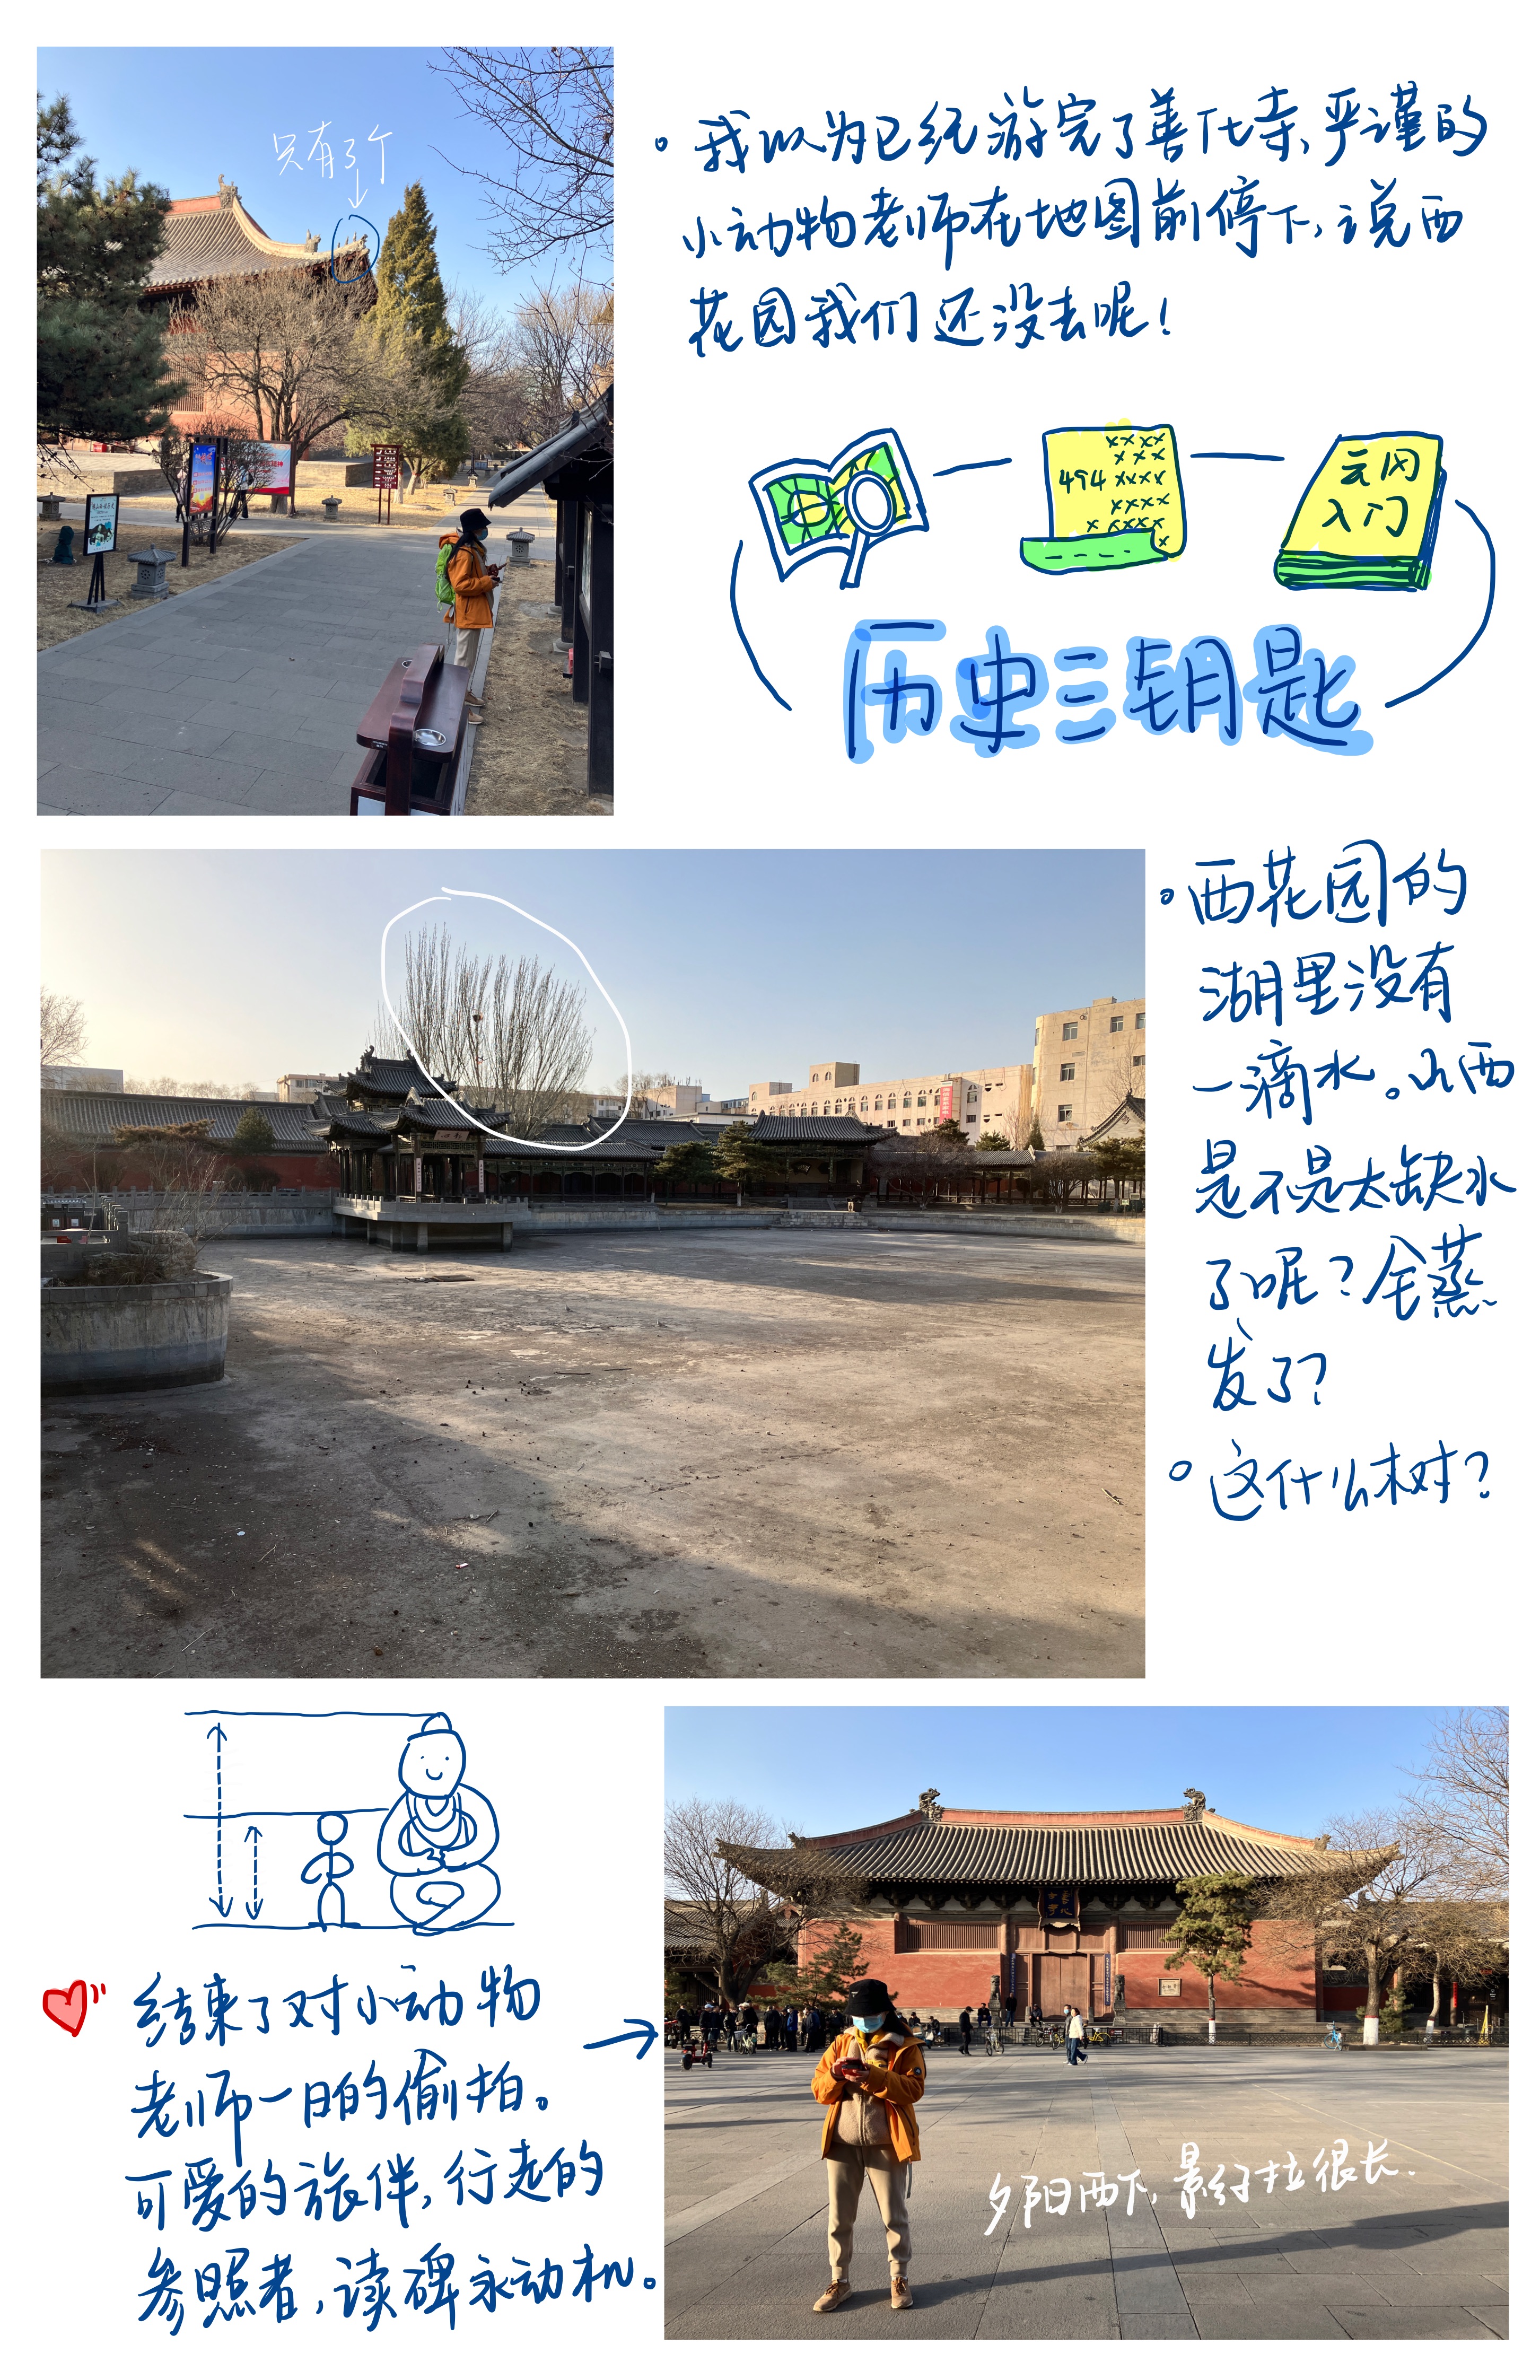 只有3个
我以为已经游完了善化寺、严谨的
小动物老师在地图前停下，说西
花园我们还没去呢！
××××
×××
494 ××××
××××
× ××××
×
云冈
入门
历史三钥匙
西花园的
湖里没有
一滴水。山西
是不是太缺水
了呢？全蒸
发了？
这什么树？
结束了对小动物
老师一日的偷拍。
可爱的旅伴，行走的
参照者，读碑永动机。
夕阳西下，影子拉很长.